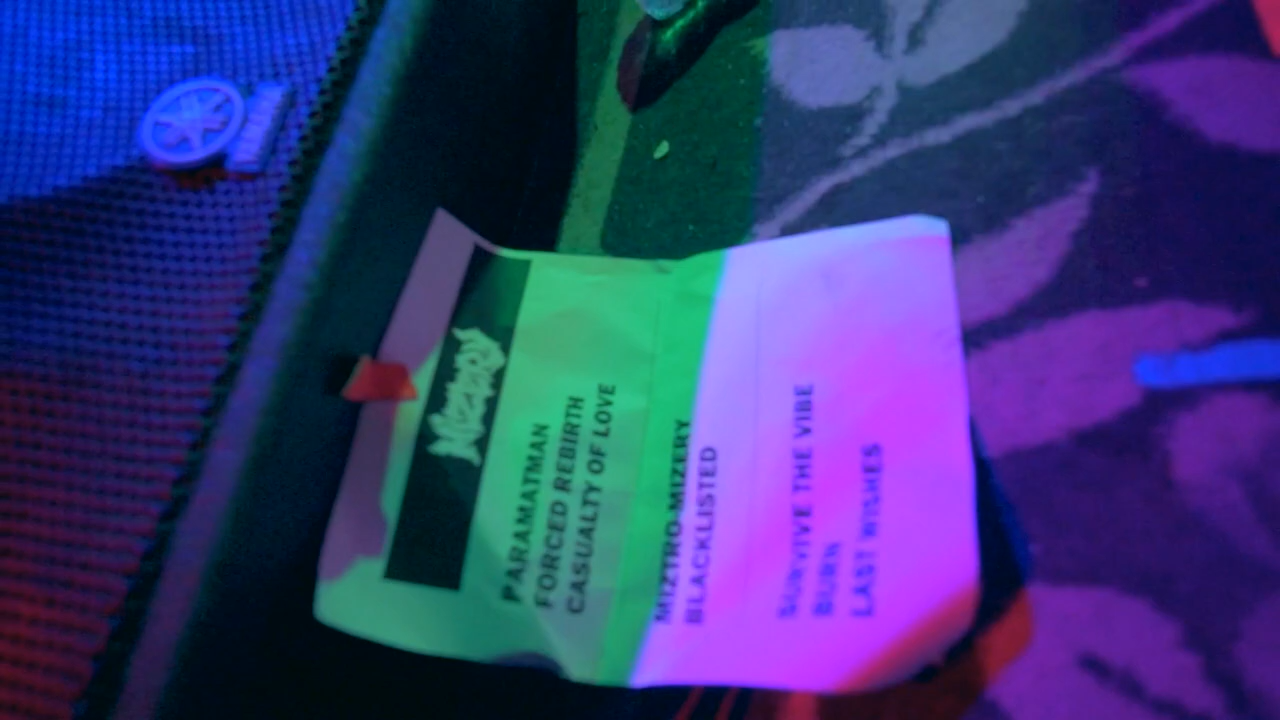 MIZERY
PARAMATMAN
FORCED REBIRTH
CASUALTY OF LOVE
MIZTRO-MIZERY
BLACKLISTED
SURVIVE THE VIBE
BURN
LAST WISHES